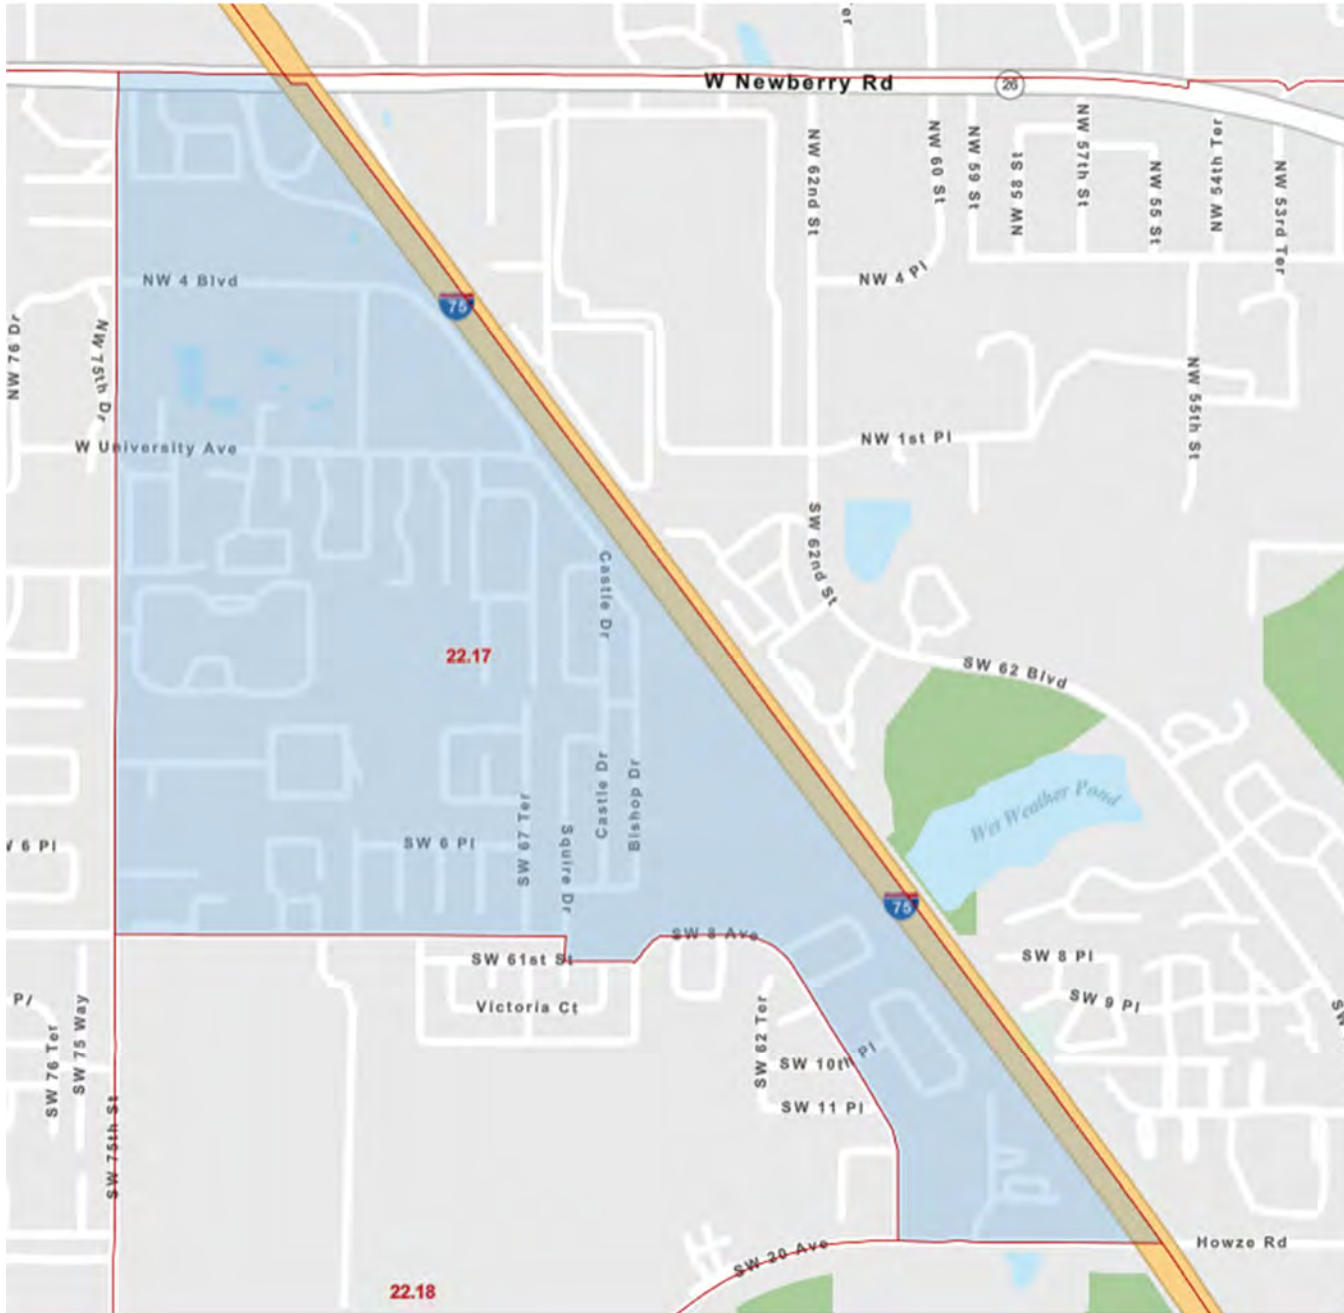 er
W Newberry Rd
26
NW 62nd St
NW 60 St
NW 59 St
NW 58 St
NW 57th St
NW 55 St
NW 54th Ter
NW 53rd Ter
NW 4 Blvd
NW 4 Pl
75
NW 76 Dr
NW 75th Dr
NW 55th St
W University Ave
NW 1st Pl
SW 62nd St
Castle Dr
22.17
SW 62 Blvd
Wet Weather Pond
Castle Dr
Bishop Dr
SW 67 Ter
Squire Dr
W 6 Pl
SW 6 Pl
75
SW 8 Ave
SW 61st St
SW 8 Pl
Victoria Ct
SW 9 Pl
P/
SW 76 Ter
SW 75 Way
SW 62 Ter
SW 10th Pl
SW 11 Pl
SW 75th St
SW 20 Ave
Howze Rd
22.18